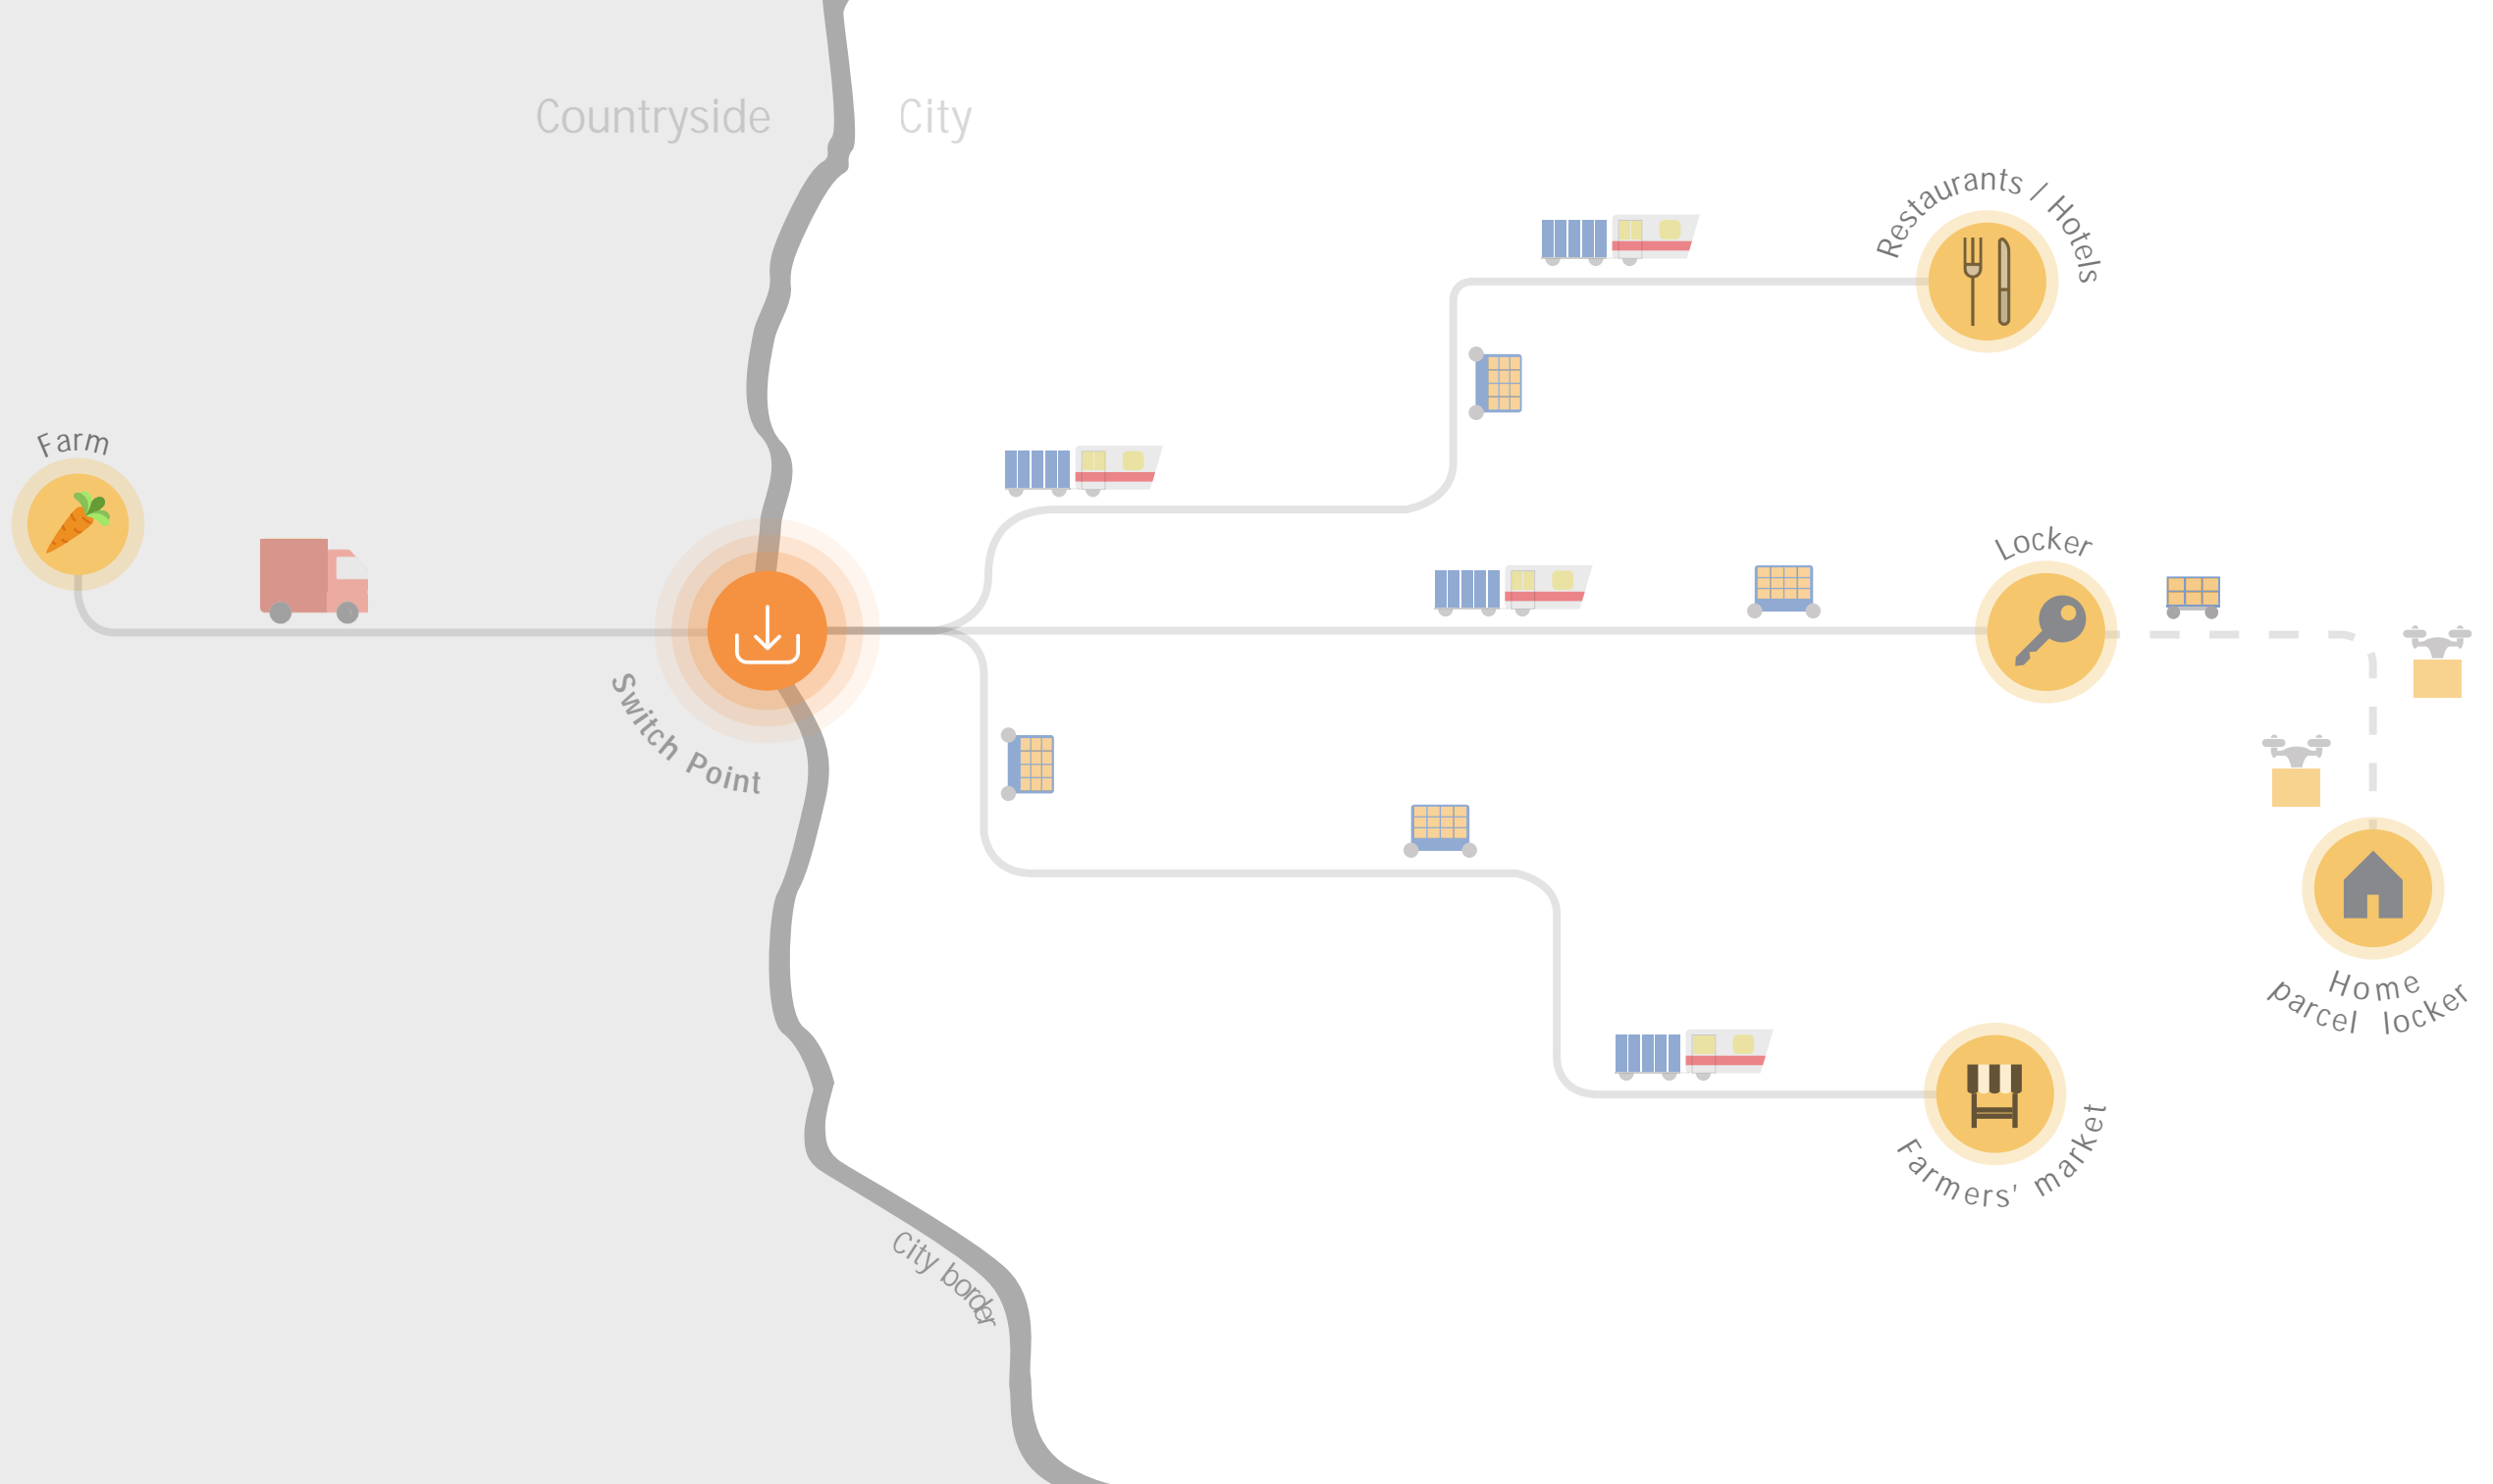 Countryside
City
Restaurants / Hotels
Farm
Locker
Switch Point
Home
parcel locker
Farmers' market
City border